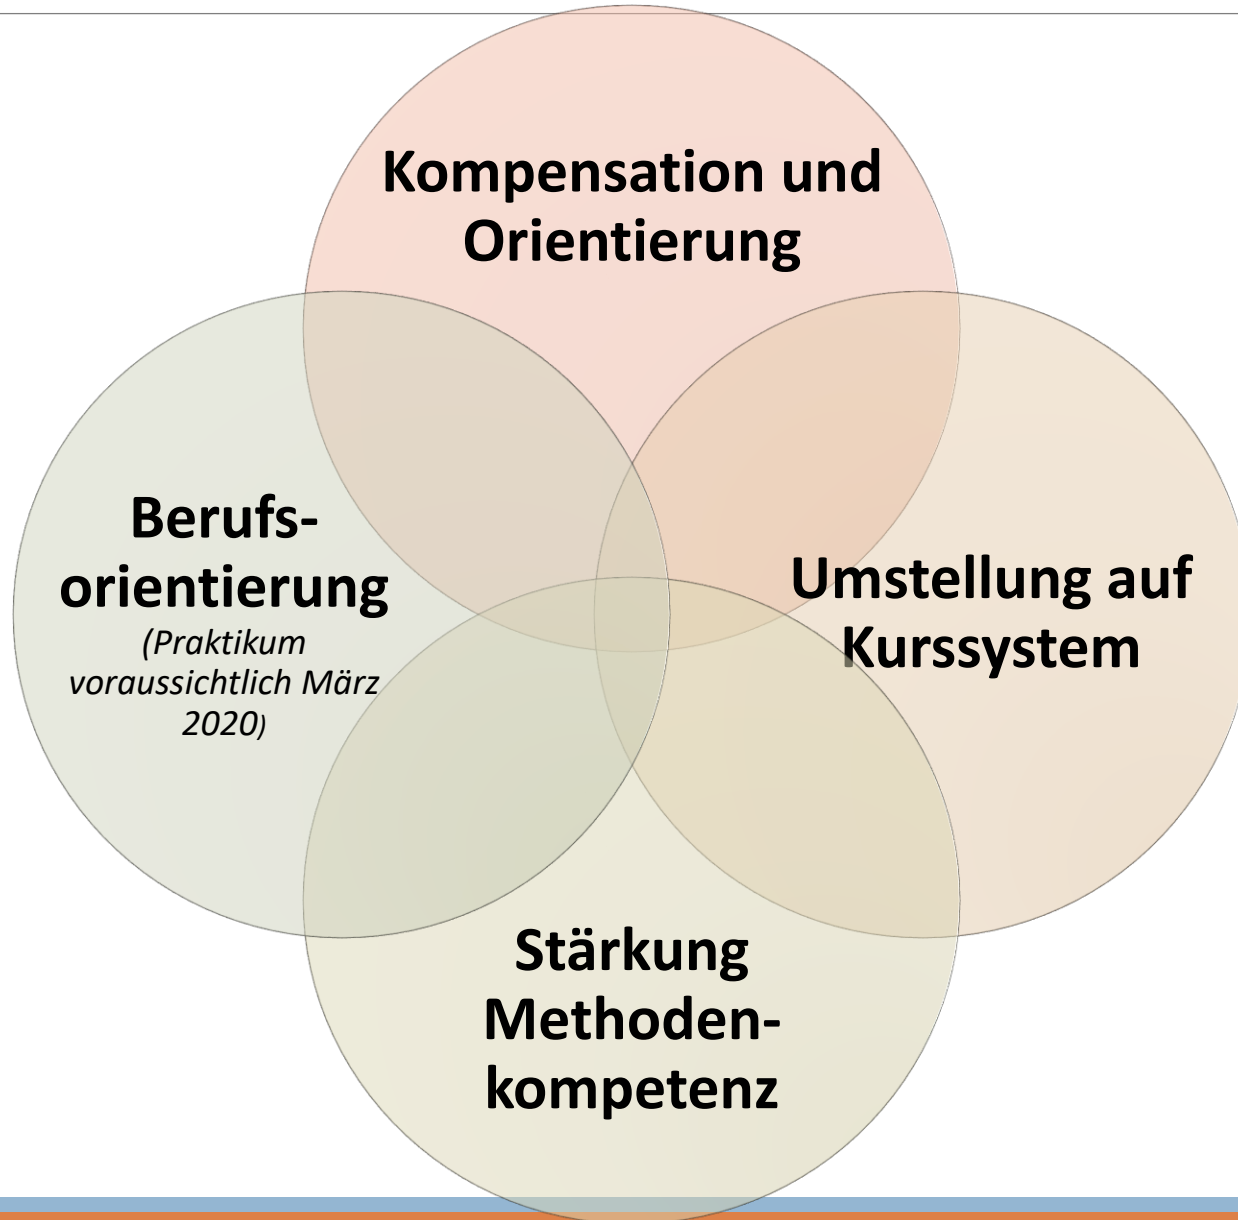 Kompensation und
Orientierung
Berufs-
orientierung
(Praktikum
voraussichtlich März
2020)
Umstellung auf
Kurssystem
Stärkung
Methoden-
kompetenz